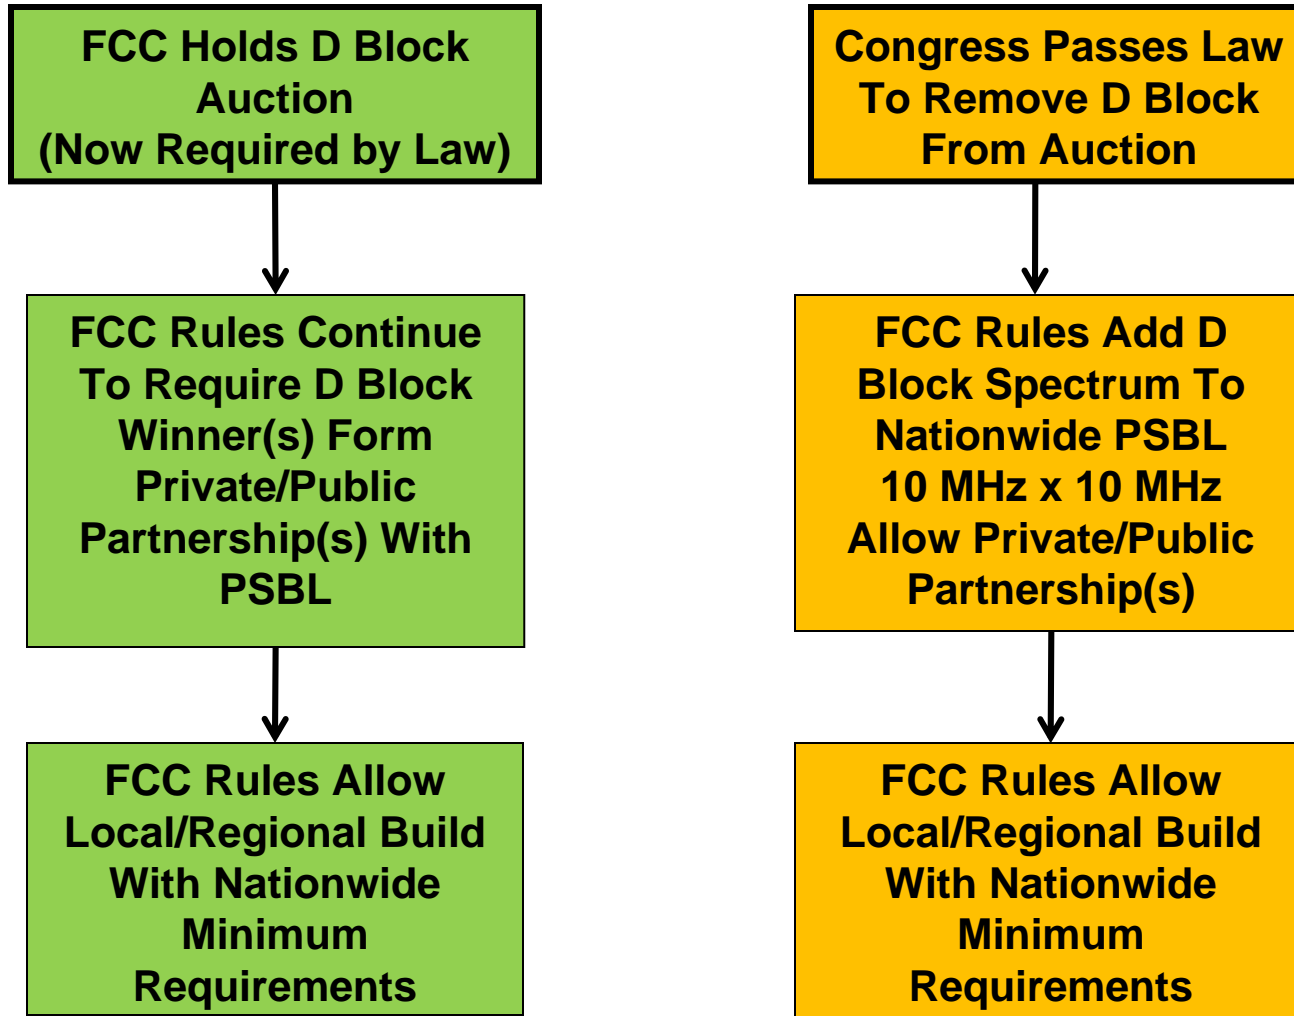 FCC Holds D Block
Auction
(Now Required by Law)
FCC Rules Continue
To Require D Block
Winner(s) Form
Private/Public
Partnership(s) With
PSBL
FCC Rules Allow
Local/Regional Build
With Nationwide
Minimum
Requirements
Congress Passes Law
To Remove D Block
From Auction
FCC Rules Add D
Block Spectrum To
Nationwide PSBL
10 MHz x 10 MHz
Allow Private/Public
Partnership(s)
FCC Rules Allow
Local/Regional Build
With Nationwide
Minimum
Requirements